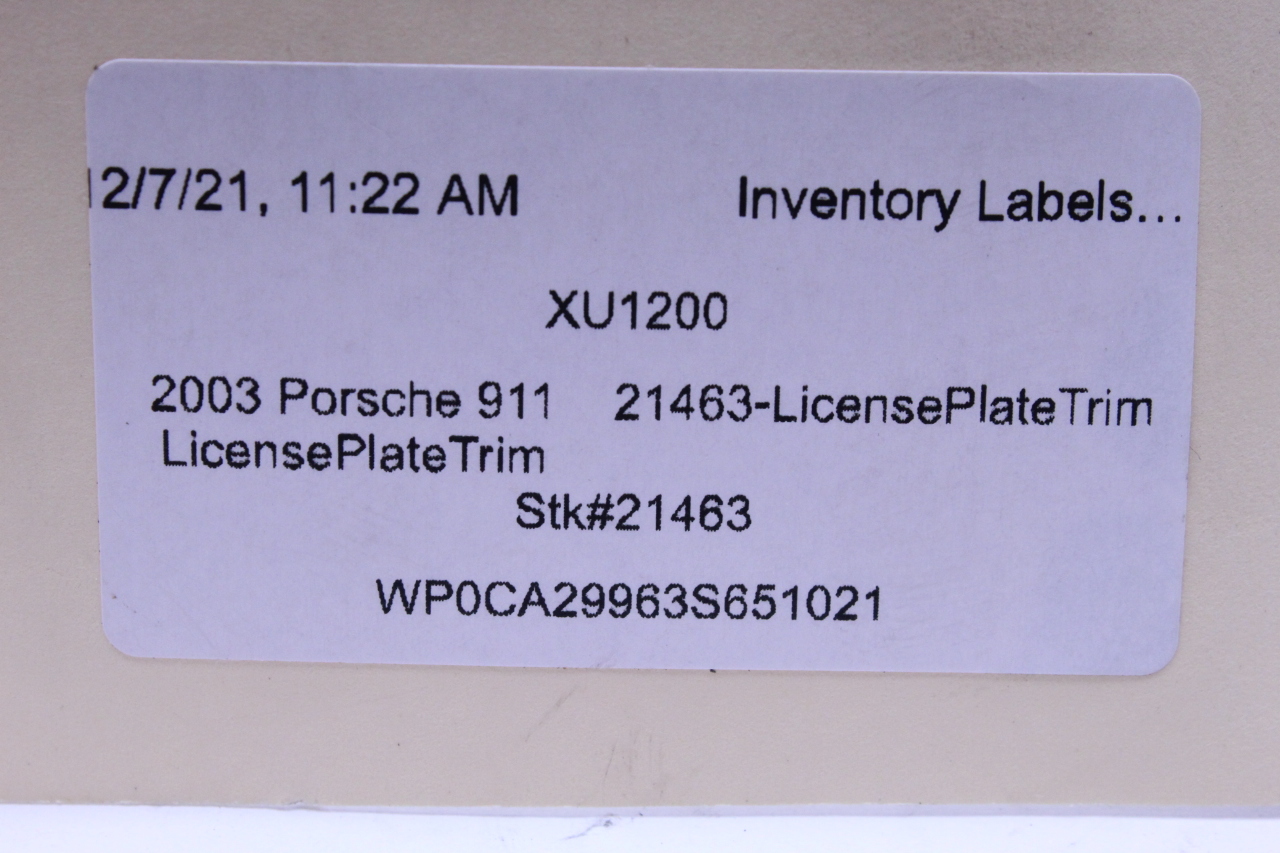 12/7/21, 11:22 AM Inventory Labels...
XU1200
2003 Porsche 911 21463-LicensePlateTrim
LicensePlateTrim
Stk#21463
WP0CA29963S651021